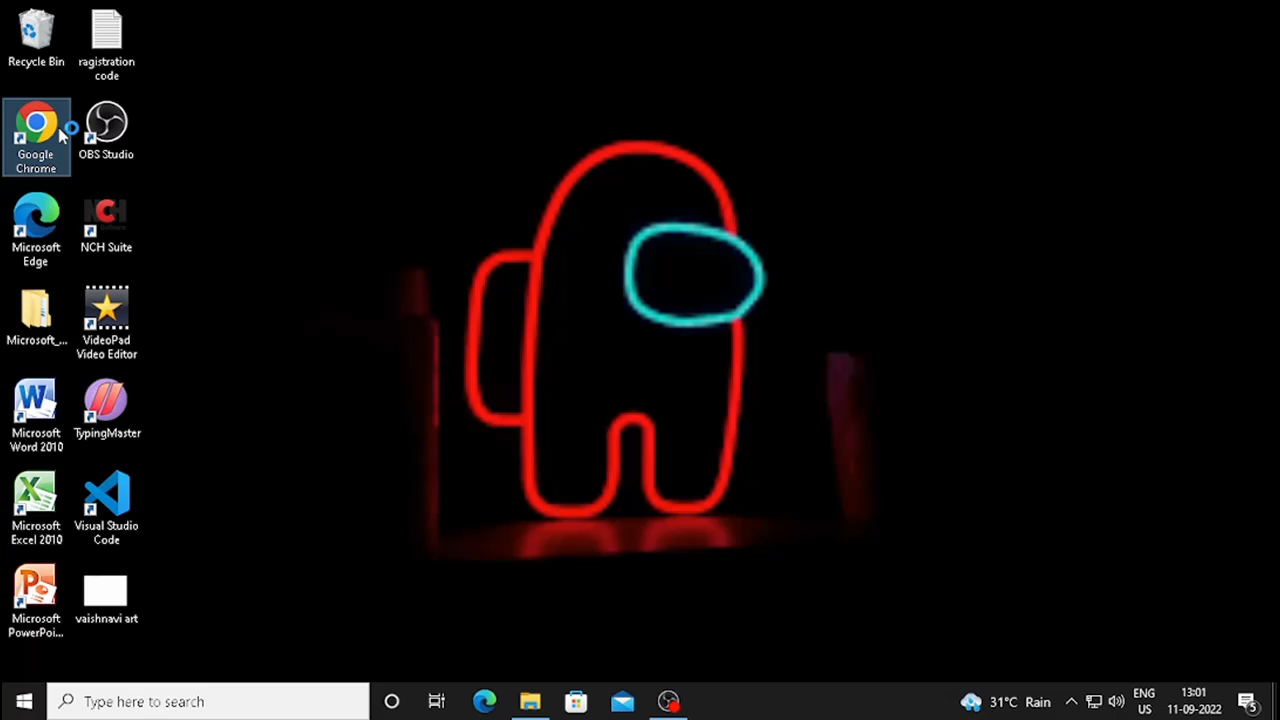 Recycle Bin
ragistration
code
Google
Chrome
OBS Studio
Microsoft
Edge
NCH
NCH Suite
Microsoft_...
VideoPad
Video Editor
Microsoft
Word 2010
TypingMaster
Microsoft
Excel 2010
Visual Studio
Code
Microsoft
PowerPoi...
vaishnavi art
Type here to search
31°C Rain
ENG
US
13:01
11-09-2022
5